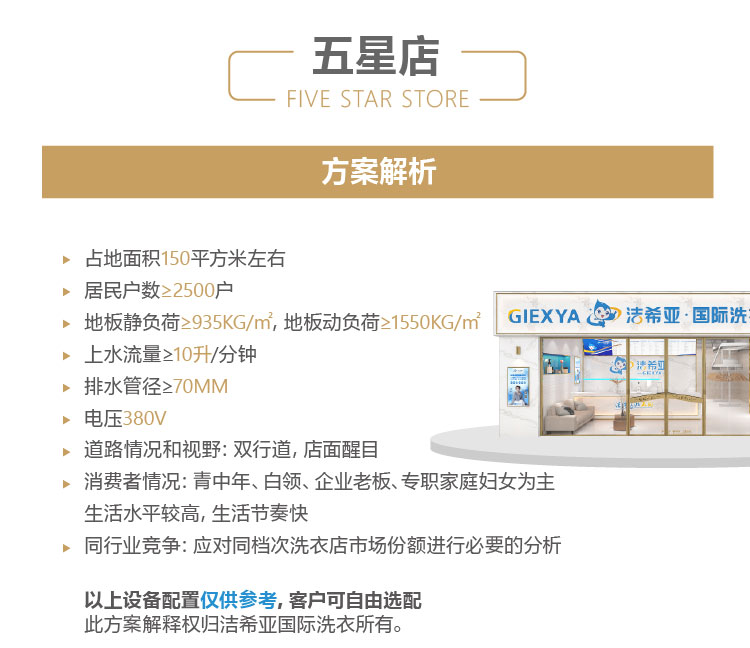 五星店
FIVE STAR STORE
方案解析
占地面积150平方米左右
居民户数≥2500户
地板静负荷≥935KG/㎡, 地板动负荷≥1550KG/㎡
上水流量≥10升/分钟
排水管径≥70MM
电压380V
道路情况和视野：双行道, 店面醒目
消费者情况：青中年、白领、企业老板、专职家庭妇女为主
生活水平较高, 生活节奏快
同行业竞争：应对同档次洗衣店市场份额进行必要的分析
GIEXYA 洁希亚·国际洗衣
洁希亚
以上设备配置仅供参考, 客户可自由选配
此方案解释权归洁希亚国际洗衣所有。